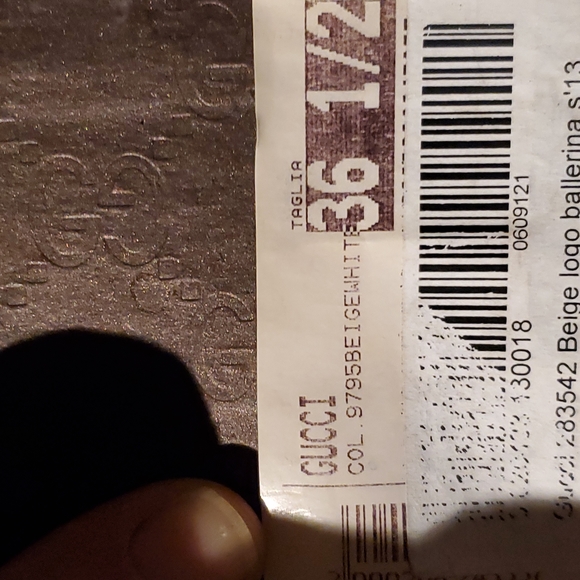 TAGLIA
36 1/2
GUCCI
COL.9795BEIGEWHITE
0609121
130018
Gucci 283542 Beige logo ballerina s'13